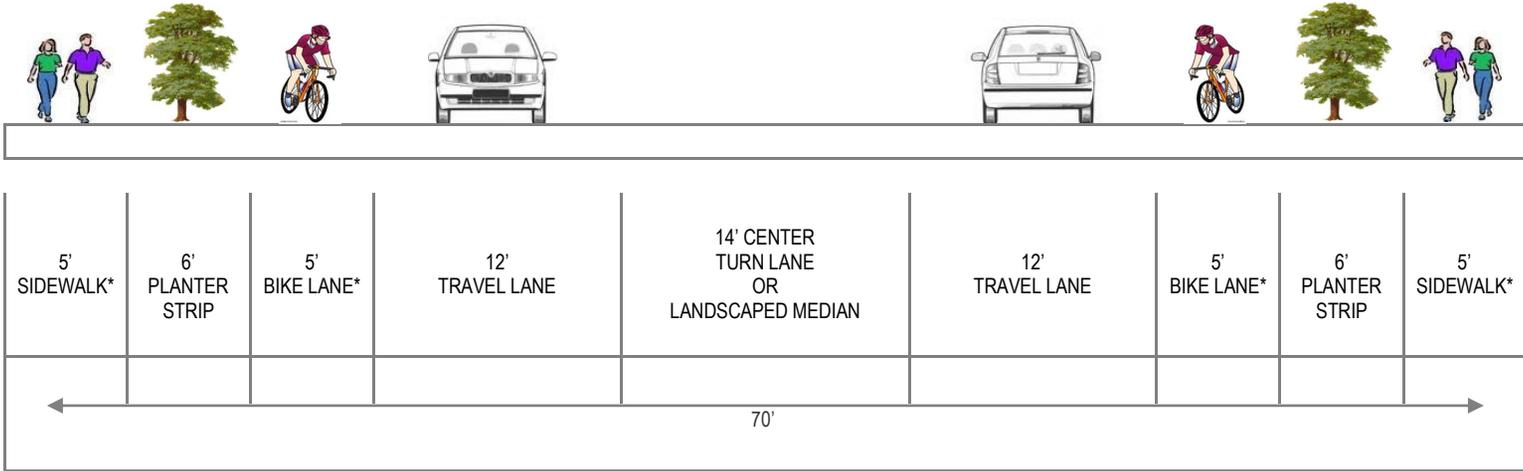 5’
SIDEWALK*
6’
PLANTER
STRIP
5’
BIKE LANE*
12’
TRAVEL LANE
14’ CENTER
TURN LANE
OR
LANDSCAPED MEDIAN
12’
TRAVEL LANE
5’
BIKE LANE*
6’
PLANTER
STRIP
5’
SIDEWALK*
70’